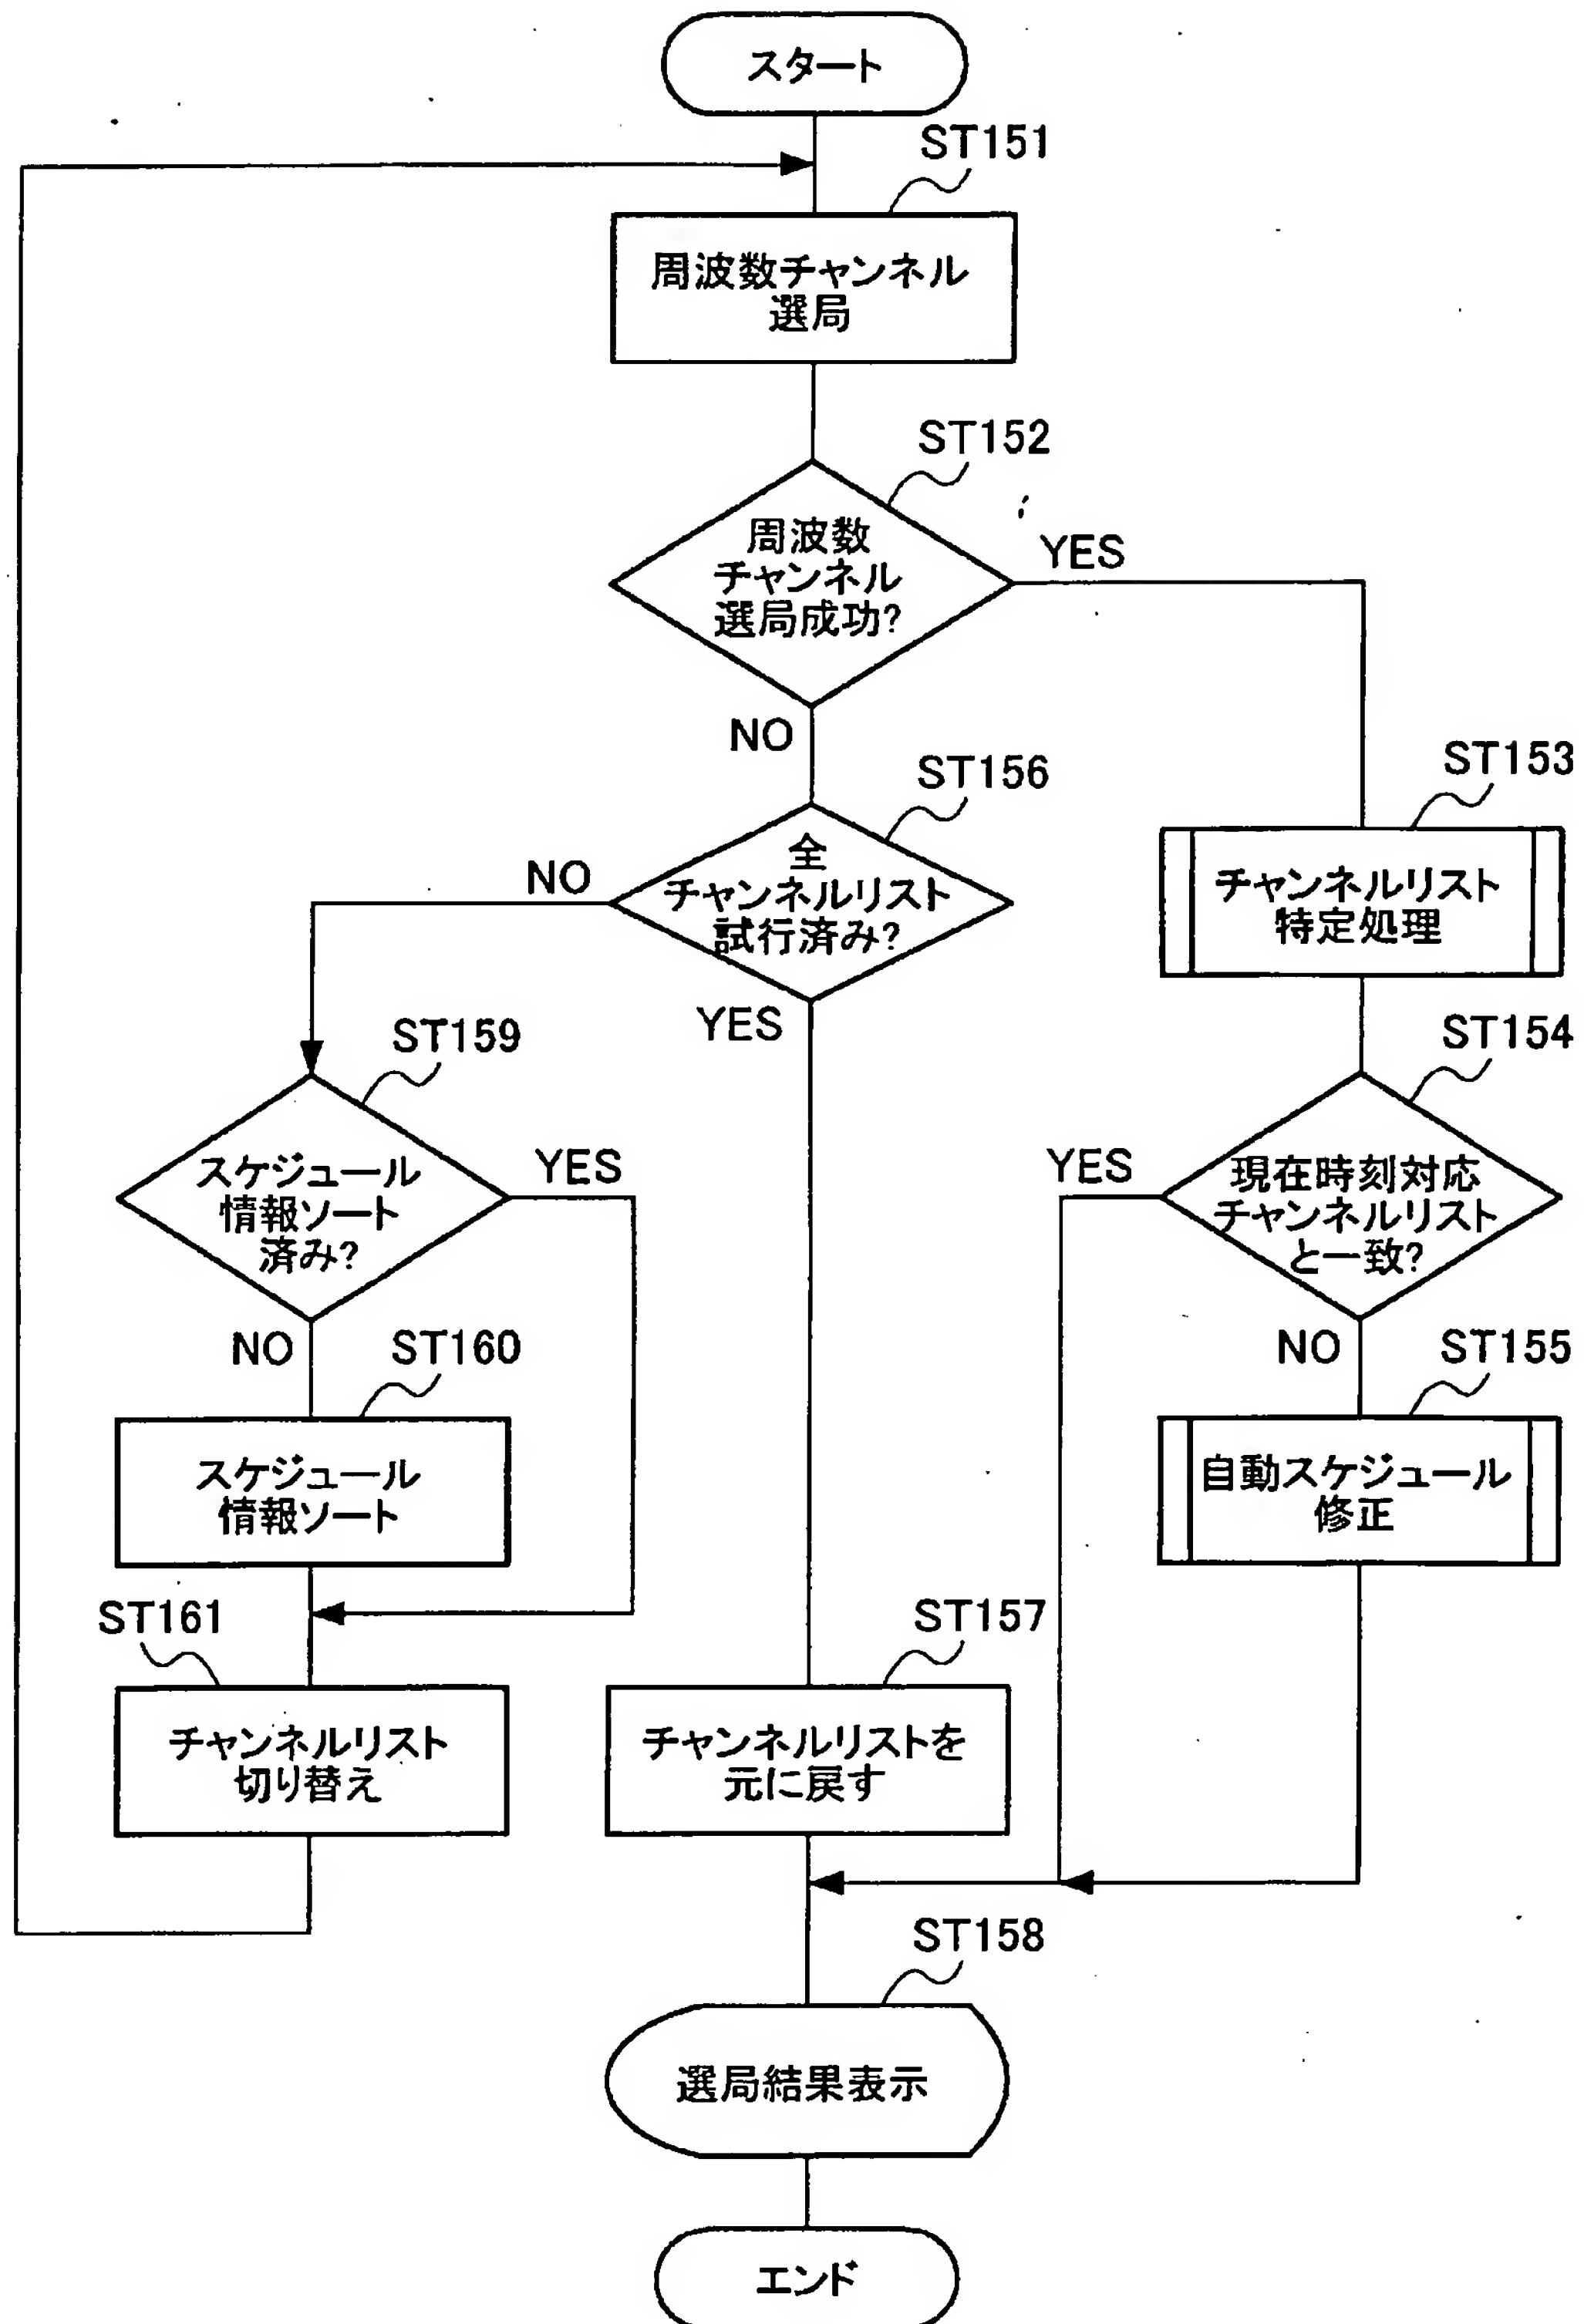 スタート
ST151
周波数チャンネル
選局
ST152
周波数
チャンネル
選局成功?
YES
NO
ST156
全
チャンネルリスト
試行済み?
NO
YES
ST153
チャンネルリスト
特定処理
ST154
現在時刻対応
チャンネルリスト
と一致?
YES
NO
ST155
自動スケジュール
修正
ST159
スケジュール
情報ソート
済み?
YES
NO
ST160
スケジュール
情報ソート
ST161
チャンネルリスト
切り替え
ST157
チャンネルリストを
元に戻す
ST158
選局結果表示
エンド